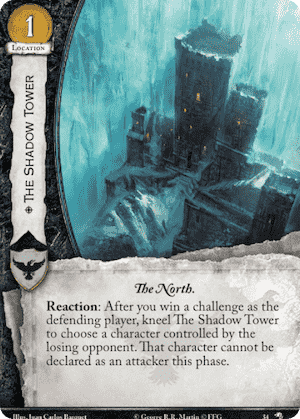 1
LOCATION
THE SHADOW TOWER
The North.
Reaction: After you win a challenge as the
defending player, kneel The Shadow Tower
to choose a character controlled by the
losing opponent. That character cannot be
declared as an attacker this phase.
Illus. Juan Carlos Barquet
© George R.R. Martin © FFG